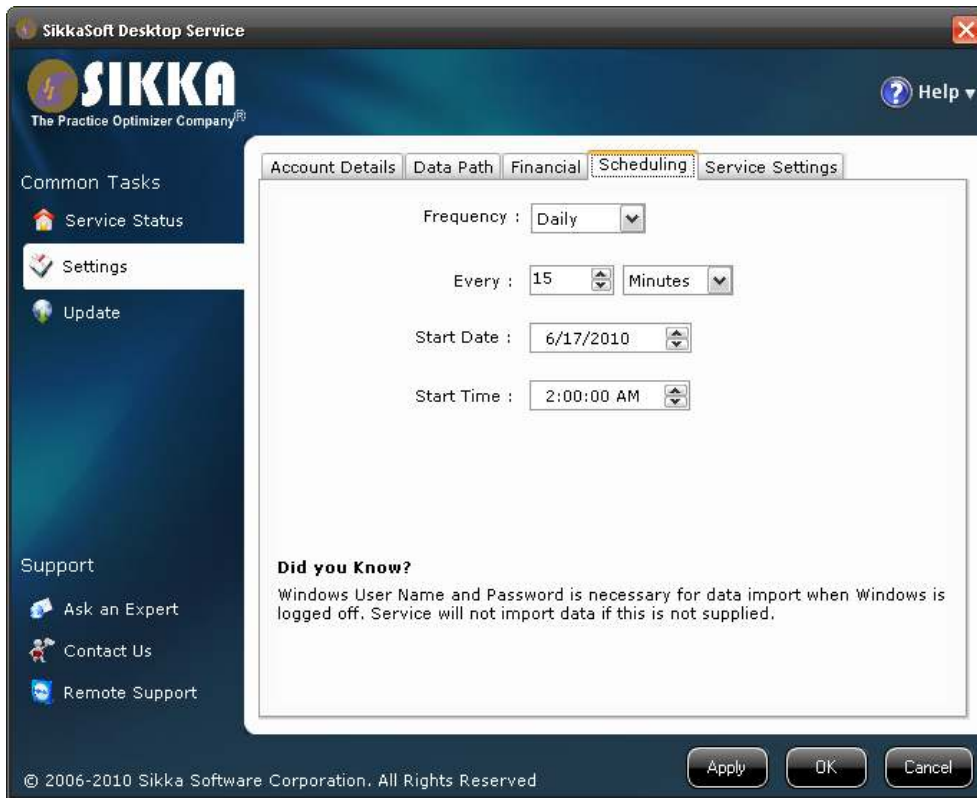 SikkaSoft Desktop Service
SIKKA
The Practice Optimizer Company®
Help
Common Tasks
Service Status
Settings
Update
Account Details
Data Path
Financial
Scheduling
Service Settings
Frequency : Daily
Every : 15 Minutes
Start Date : 6/17/2010
Start Time : 2:00:00 AM
Did you Know?
Windows User Name and Password is necessary for data import when Windows is
logged off. Service will not import data if this is not supplied.
Support
Ask an Expert
Contact Us
Remote Support
© 2006-2010 Sikka Software Corporation. All Rights Reserved
Apply
OK
Cancel